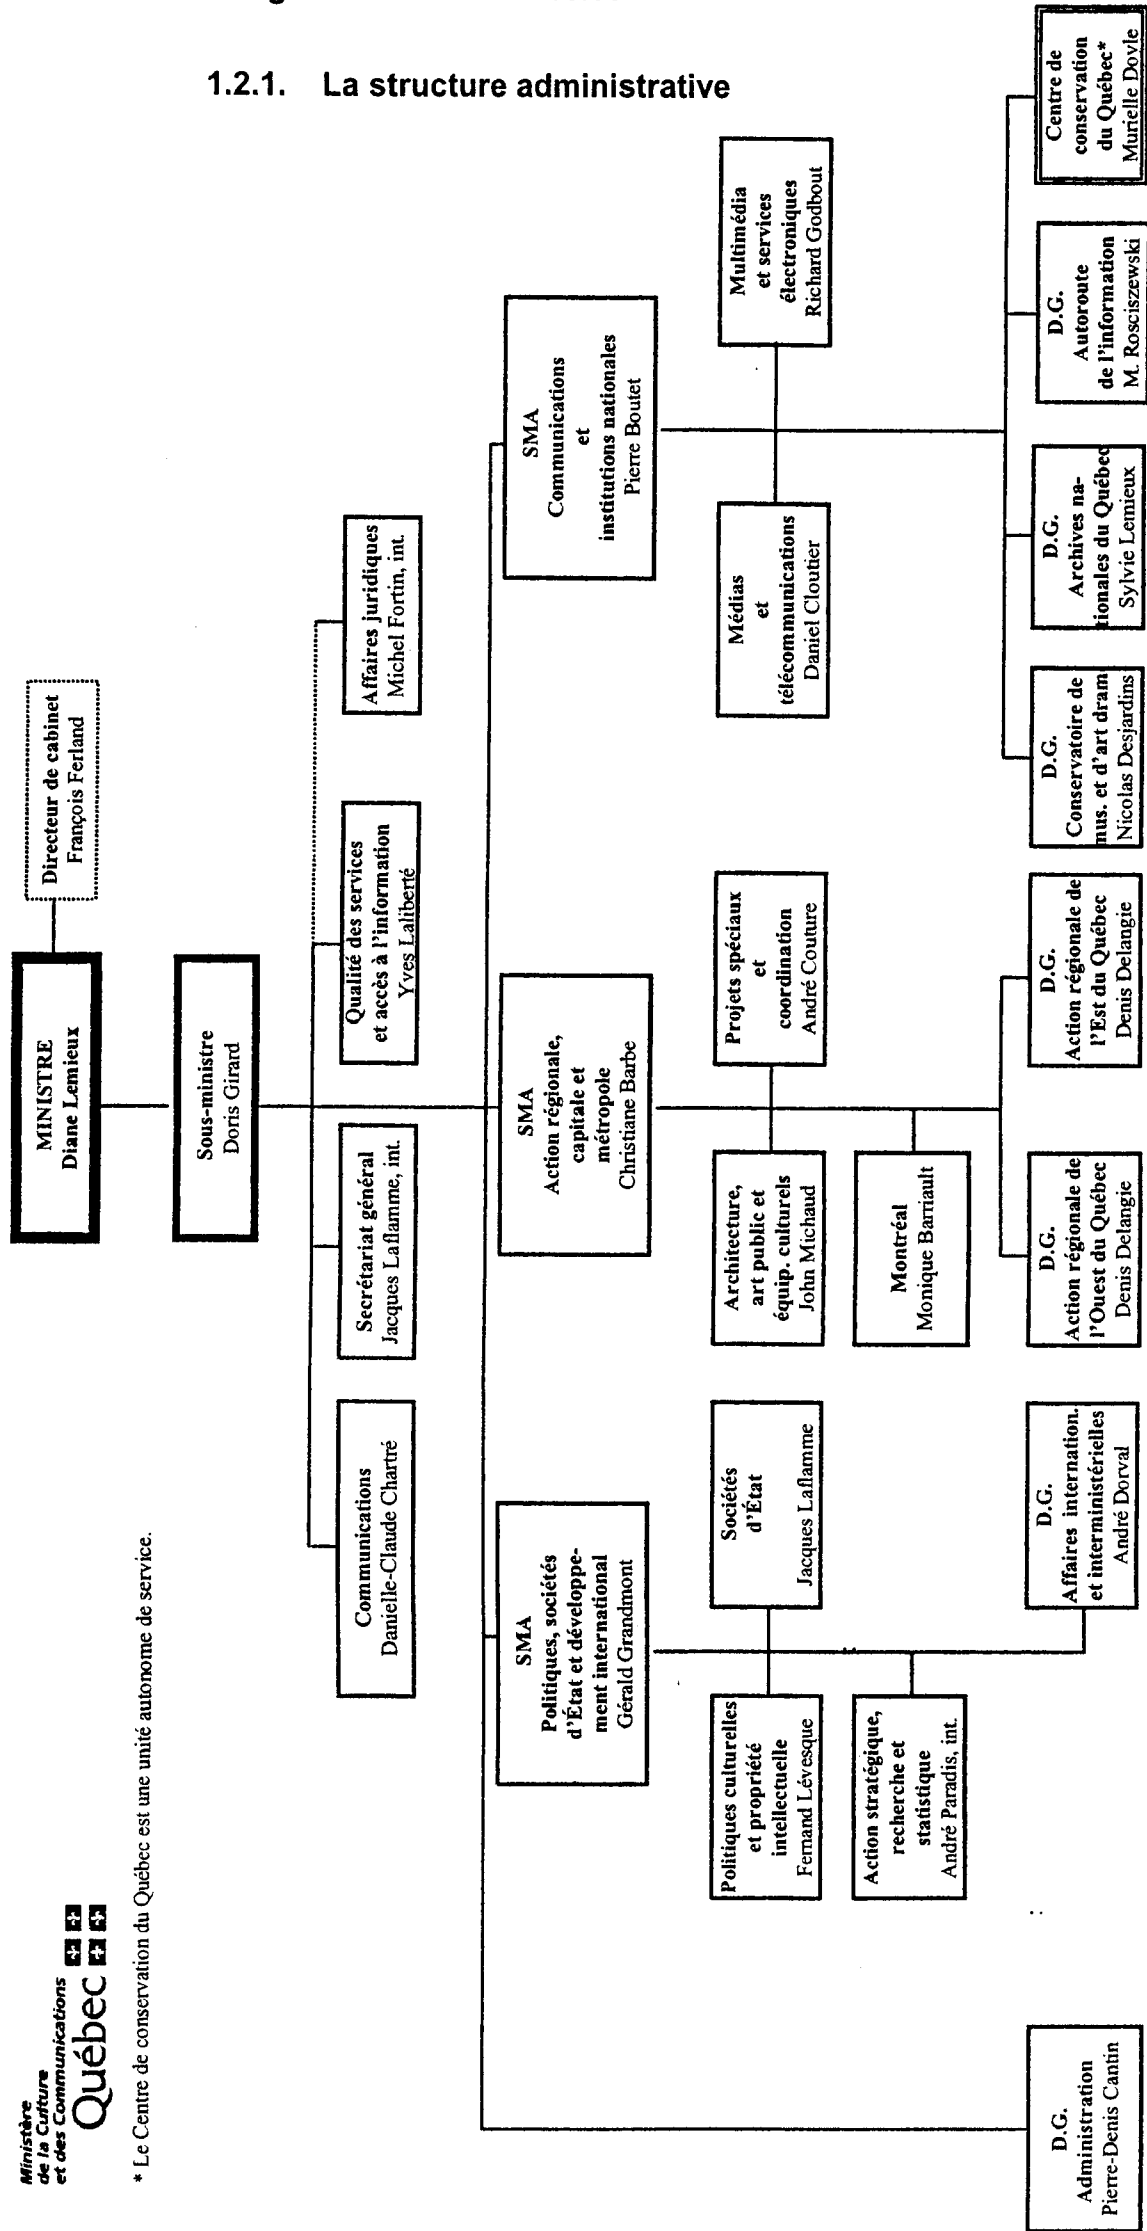 1.2.1. La structure administrative
Ministère
de la Culture
et des Communications
Québec
* Le Centre de conservation du Québec est une unité autonome de service.
MINISTRE
Diane Lemieux
Directeur de cabinet
François Ferland
Sous-ministre
Doris Girard
Communications
Danielle-Claude Chartré
Secrétariat général
Jacques Laflamme, int.
Qualité des services
et accès à l'information
Yves Laliberté
Affaires juridiques
Michel Fortin, int.
SMA
Politiques, sociétés
d'État et développe-
ment international
Gérald Grandmont
SMA
Action régionale,
capitale et
métropole
Christiane Barbe
SMA
Communications
et
institutions nationales
Pierre Boutet
Politiques culturelles
et propriété
intellectuelle
Fernand Lévesque
Sociétés
d'État
Jacques Laflamme
Architecture,
art public et
équip. culturels
John Michaud
Projets spéciaux
et
coordination
André Couture
Médias
et
télécommunications
Daniel Cloutier
Multimédia
et services
électroniques
Richard Godbout
Action stratégique,
recherche et
statistique
André Paradis, int.
Montréal
Monique Barriault
D.G.
Administration
Pierre-Denis Cantin
D.G.
Affaires internation.
et interministérielles
André Dorval
D.G.
Action régionale de
l'Ouest du Québec
Denis Delangie
D.G.
Action régionale de
l'Est du Québec
Denis Delangie
D.G.
Conservatoire de
mus. et d'art dram
Nicolas Desjardins
D.G.
Archives na-
tionales du Québec
Sylvie Lemieux
D.G.
Autoroute
de l'information
M. Rosciszewski
Centre de
conservation
du Québec*
Murielle Doyle